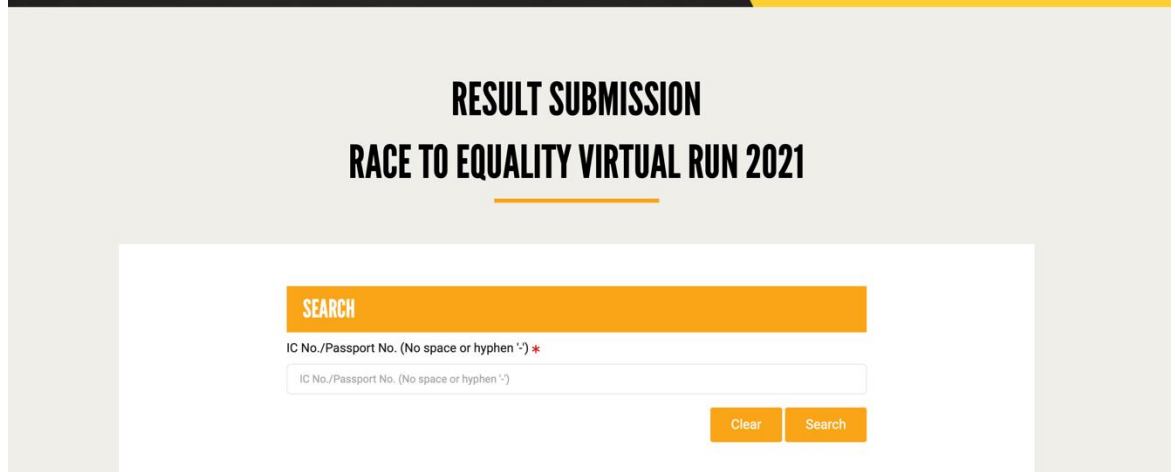 RESULT SUBMISSION
RACE TO EQUALITY VIRTUAL RUN 2021
SEARCH
IC No./Passport No. (No space or hyphen '-') *
IC No./Passport No. (No space or hyphen '-')
Clear Search